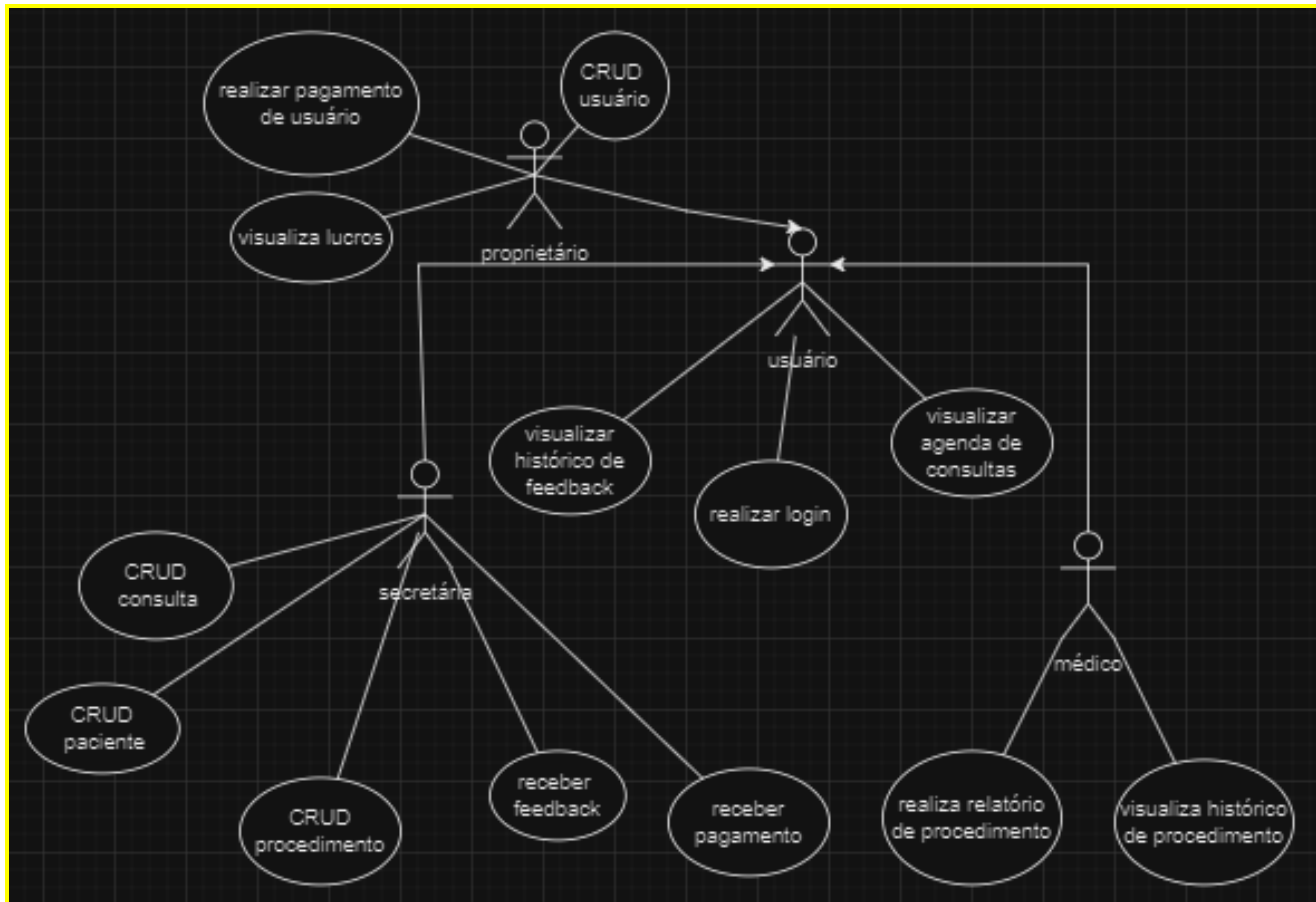 realizar pagamento
de usuário
CRUD
usuário
visualiza lucros
proprietário
usuário
visualizar
histórico de
feedback
realizar login
visualizar
agenda de
consultas
secretária
CRUD
consulta
CRUD
paciente
CRUD
procedimento
receber
feedback
receber
pagamento
médico
realiza relatório
de procedimento
visualiza histórico
de procedimento